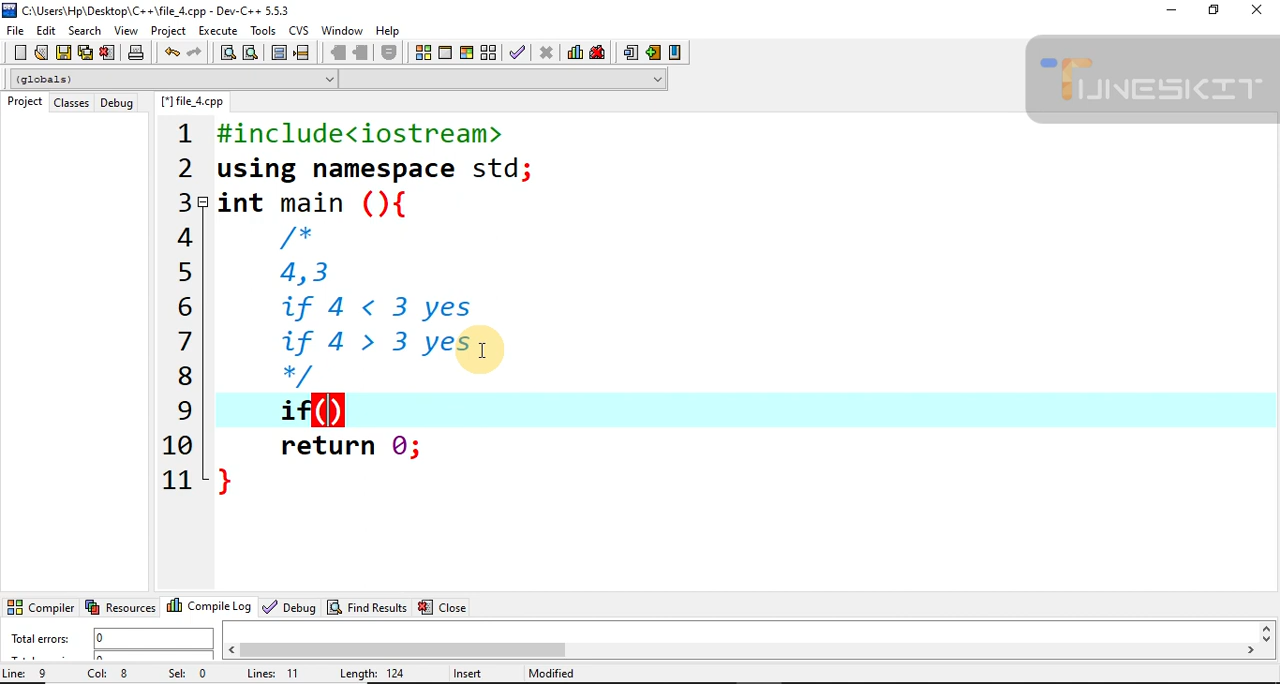 C:\Users\Hp\Desktop\C++\file_4.cpp - Dev-C++ 5.5.3
File Edit Search View Project Execute Tools CVS Window Help
TUNESKIT
(globals)
Project Classes Debug [*] file_4.cpp
1 #include<iostream>
2 using namespace std;
3 int main (){
4 /*
5 4,3
6 if 4 < 3 yes
7 if 4 > 3 yes
8 */
9 if()
10 return 0;
11 }
Compiler Resources Compile Log Debug Find Results Close
Total errors: 0
Line: 9 Col: 8 Sel: 0 Lines: 11 Length: 124 Insert Modified